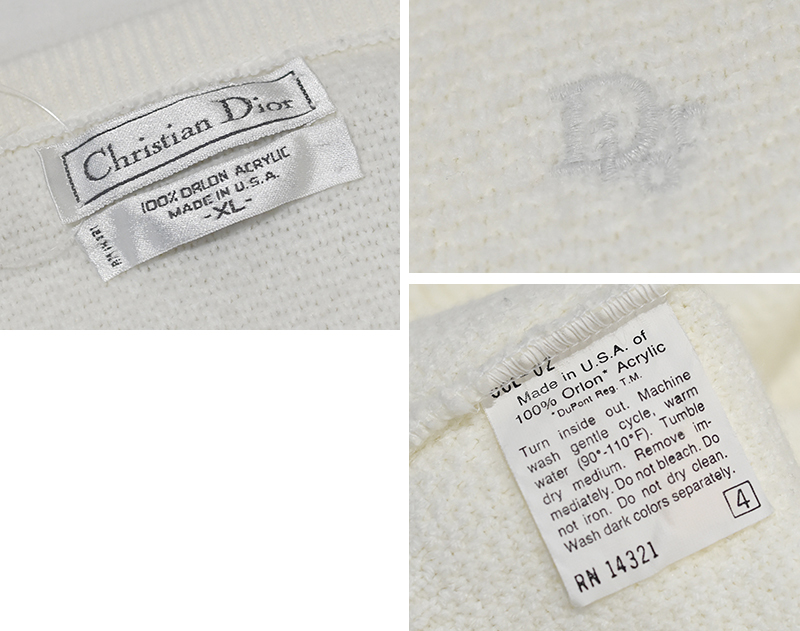 Christian Dior
100% ORLON ACRYLIC
MADE IN U.S.A.
-XL-
Dior
Made in U.S.A. of
100% Orlon* Acrylic
*DuPont Reg. T.M.
Turn inside out. Machine
wash gentle cycle, warm
water (90°-110°F). Tumble
dry medium. Remove im-
mediately. Do not bleach. Do
not iron. Do not dry clean.
Wash dark colors separately.
4
RN 14321